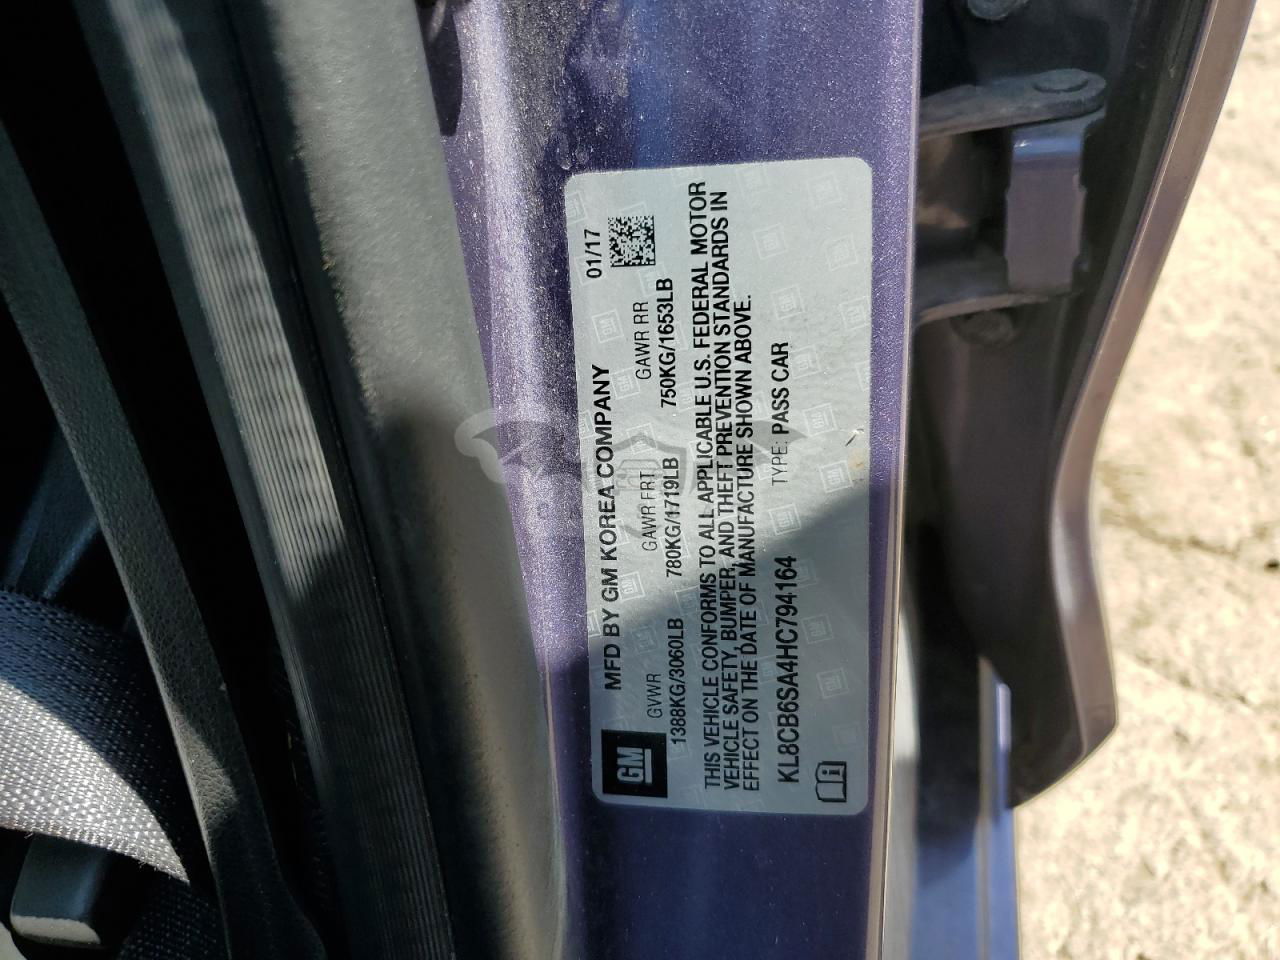 GM
MFD BY GM KOREA COMPANY 01/17
GVWR GAWR FRT GAWR RR
1388KG/3060LB 780KG/1719LB 750KG/1653LB
THIS VEHICLE CONFORMS TO ALL APPLICABLE U.S. FEDERAL MOTOR
VEHICLE SAFETY, BUMPER, AND THEFT PREVENTION STANDARDS IN
EFFECT ON THE DATE OF MANUFACTURE SHOWN ABOVE.
KL8CB6SA4HC794164 TYPE: PASS CAR